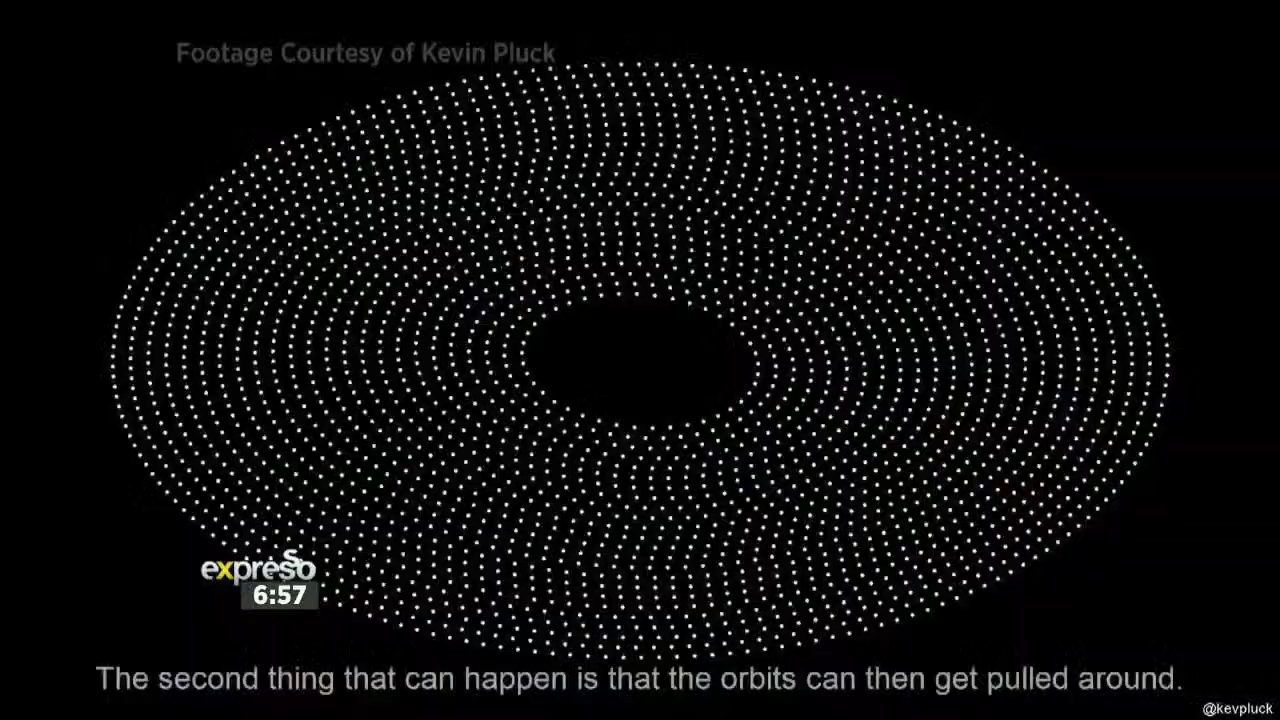 Footage Courtesy of Kevin Pluck
expresso
6:57
The second thing that can happen is that the orbits can then get pulled around.
@kevpluck